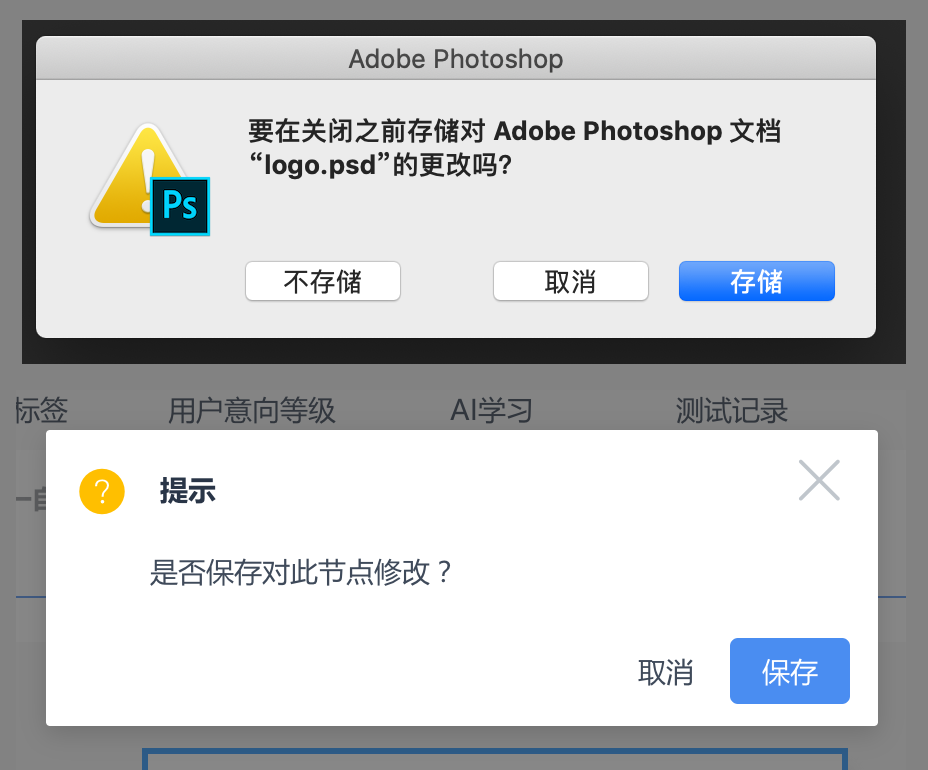 Adobe Photoshop
要在关闭之前存储对 Adobe Photoshop 文档
“logo.psd”的更改吗?
Ps
不存储 取消 存储
标签 用户意向等级 AI学习 测试记录
一自
? 提示
是否保存对此节点修改？
取消 保存